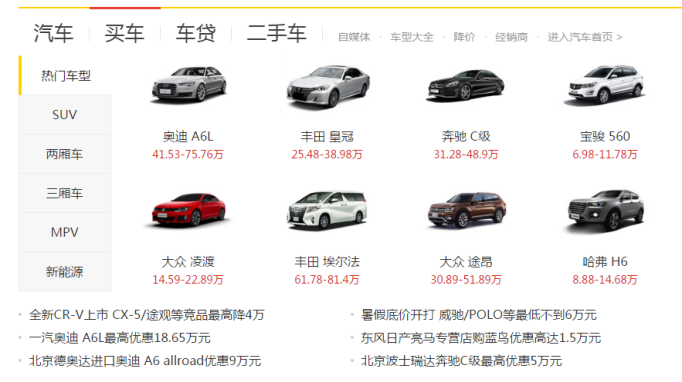 汽车 买车 车贷 二手车 自媒体 · 车型大全 · 降价 · 经销商 · 进入汽车首页 >
热门车型
SUV
两厢车
三厢车
MPV
新能源
奥迪 A6L 丰田 皇冠 奔驰 C级 宝骏 560
41.53-75.76万 25.48-38.98万 31.28-48.9万 6.98-11.78万
大众 凌渡 丰田 埃尔法 大众 途昂 哈弗 H6
14.59-22.89万 61.78-81.4万 30.89-51.89万 8.88-14.68万
全新CR-V上市 CX-5/途观等竞品最高降4万
暑假底价开打 威驰/POLO等最低不到6万元
一汽奥迪 A6L最高优惠18.65万元
东风日产亮马专营店购蓝鸟优惠高达1.5万元
北京德奥达进口奥迪 A6 allroad优惠9万元
北京波士瑞达奔驰C级最高优惠5万元